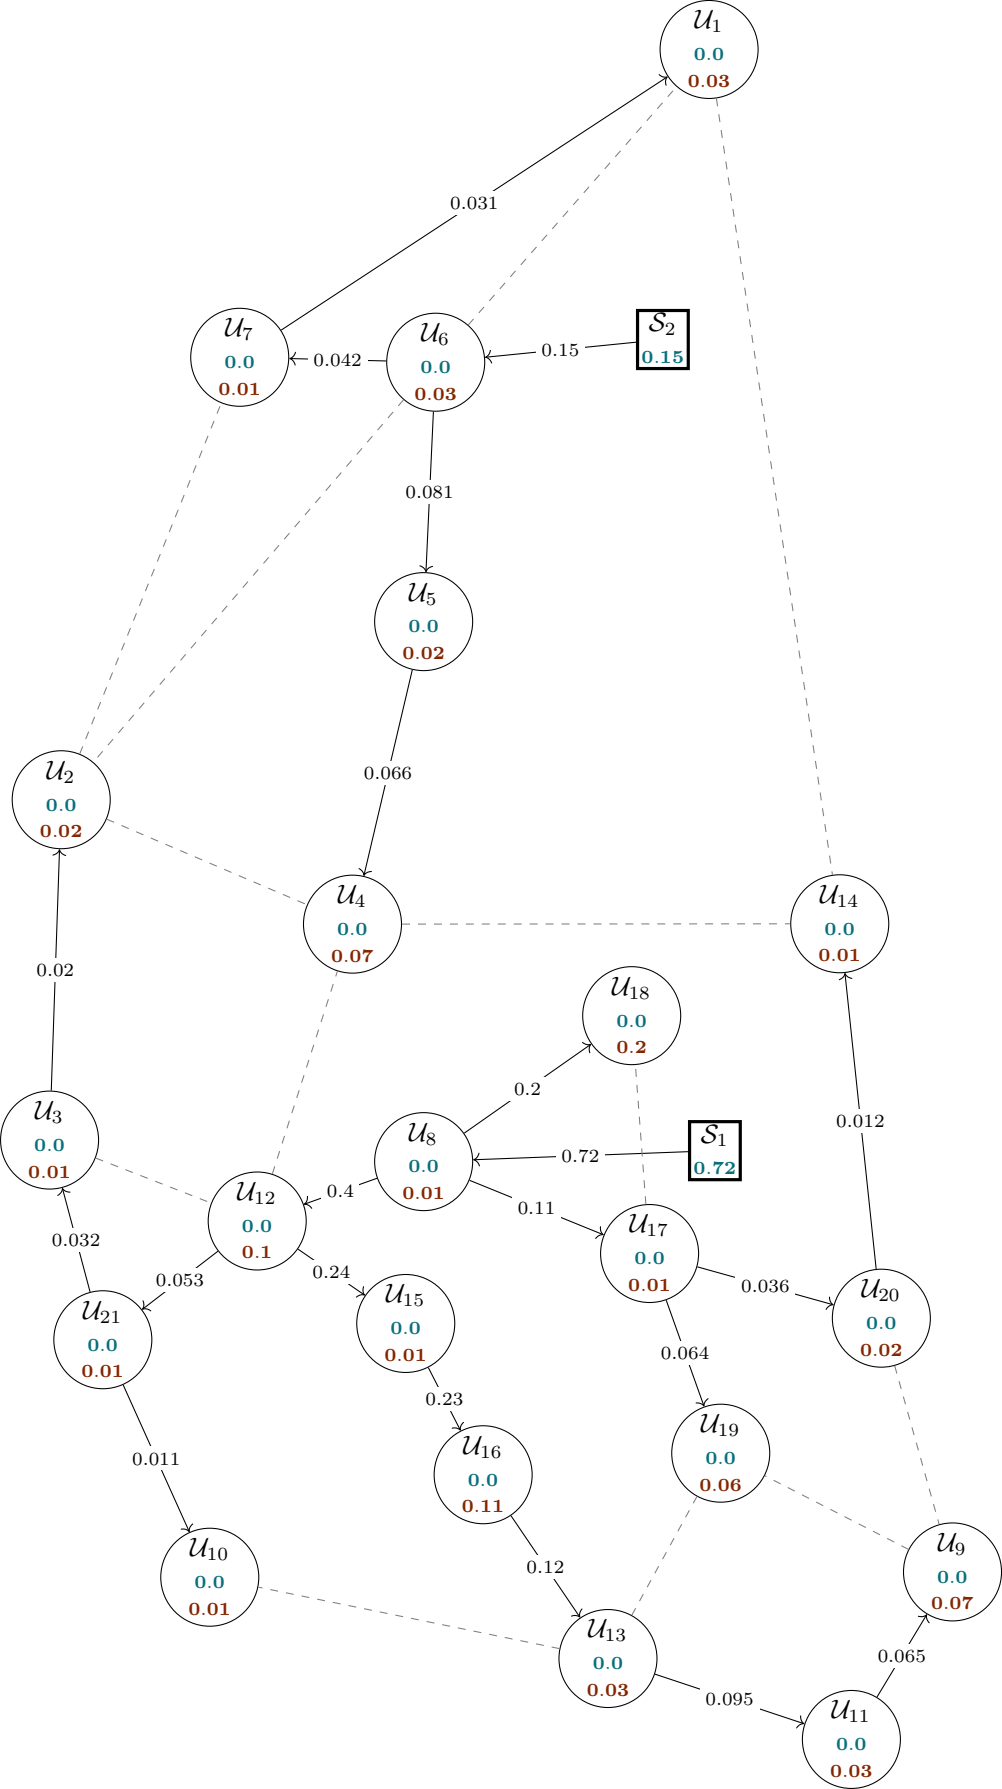 𝒰₁
0.0
0.03
0.031
𝒰₇
0.0
0.01
0.042
𝒰₆
0.0
0.03
0.15
𝒮₂
0.15
0.081
𝒰₅
0.0
0.02
0.066
𝒰₂
0.0
0.02
𝒰₄
0.0
0.07
𝒰₁₄
0.0
0.01
0.02
𝒰₁₈
0.0
0.2
0.2
0.012
𝒰₃
0.0
0.01
𝒰₈
0.0
0.01
0.72
𝒮₁
0.72
𝒰₁₂
0.0
0.1
0.4
0.11
𝒰₁₇
0.0
0.01
0.032
0.053
0.24
0.036
𝒰₂₀
0.0
0.02
𝒰₂₁
0.0
0.01
𝒰₁₅
0.0
0.01
0.064
0.23
𝒰₁₉
0.0
0.06
0.011
𝒰₁₆
0.0
0.11
𝒰₁₀
0.0
0.01
0.12
𝒰₉
0.0
0.07
𝒰₁₃
0.0
0.03
0.065
0.095
𝒰₁₁
0.0
0.03